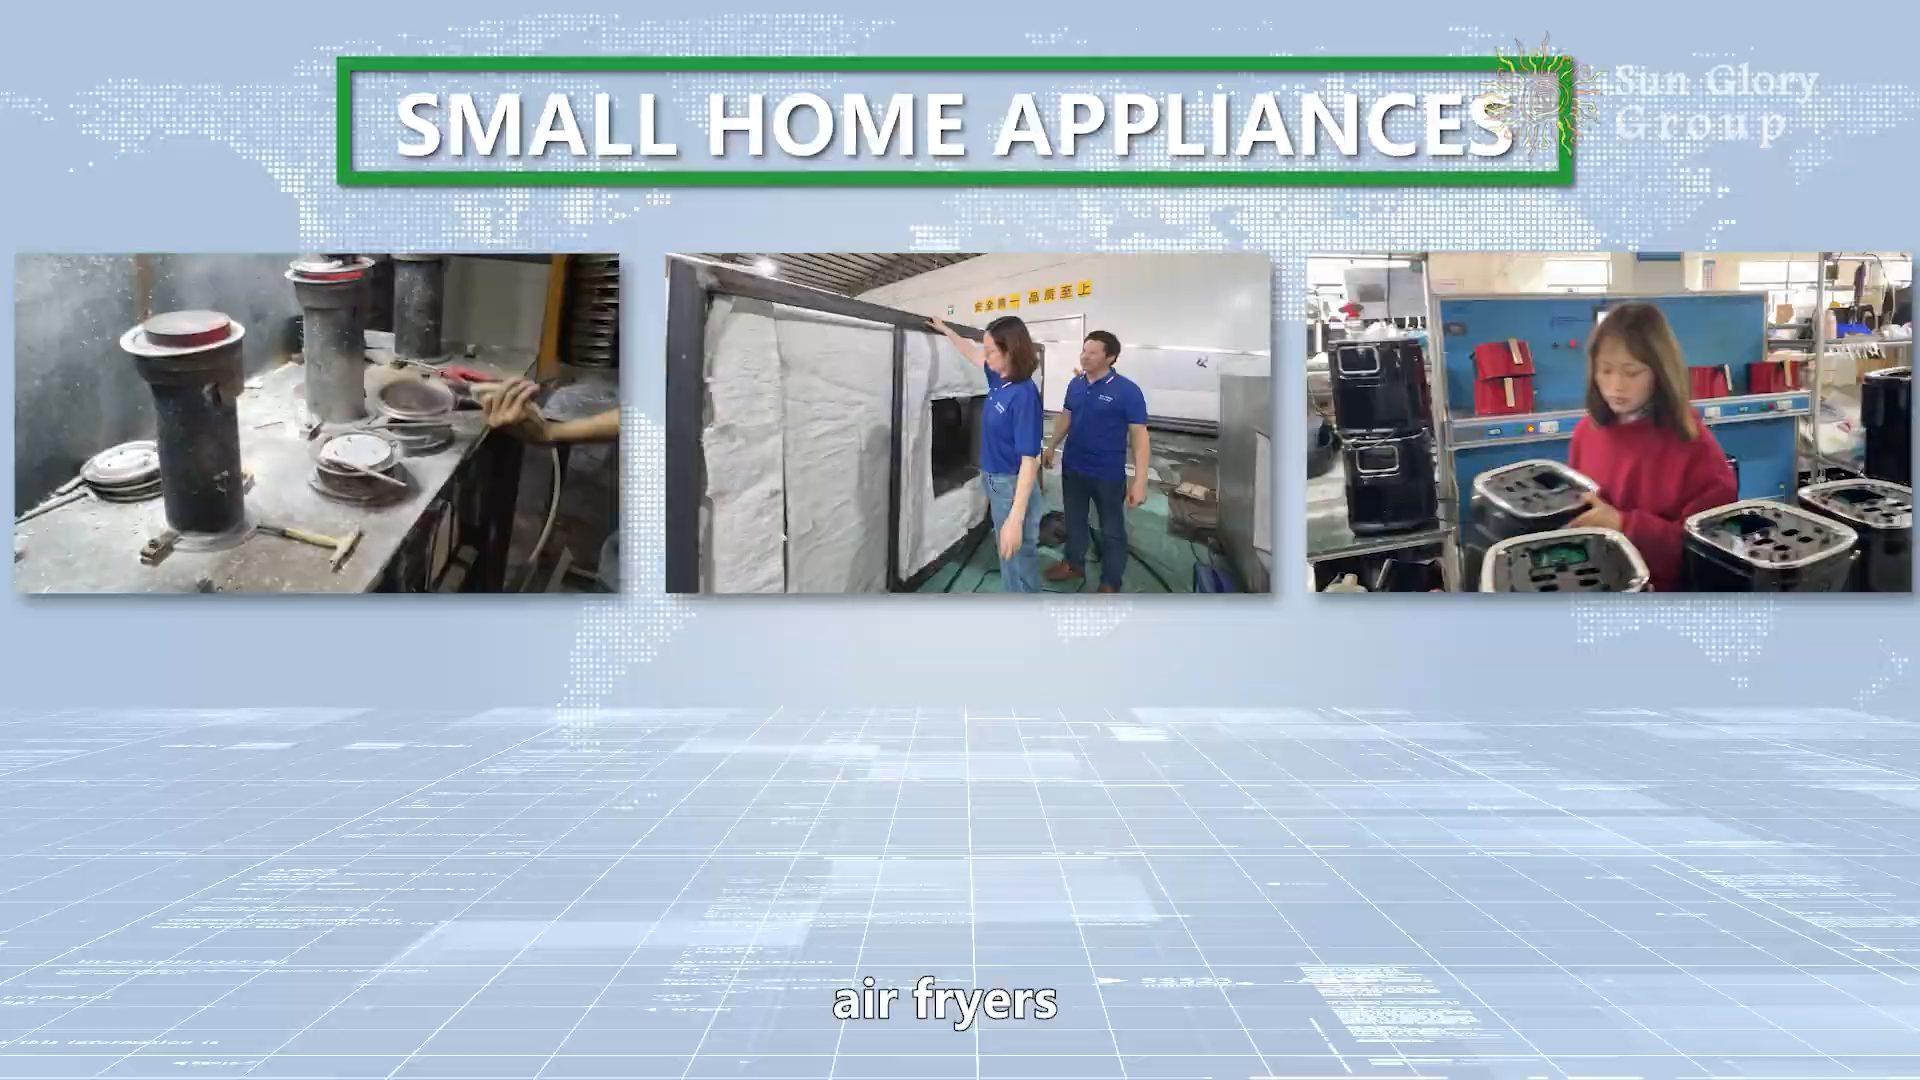 SMALL HOME APPLIANCES
Sun Glory
Group
安全第一 品质至上
air fryers